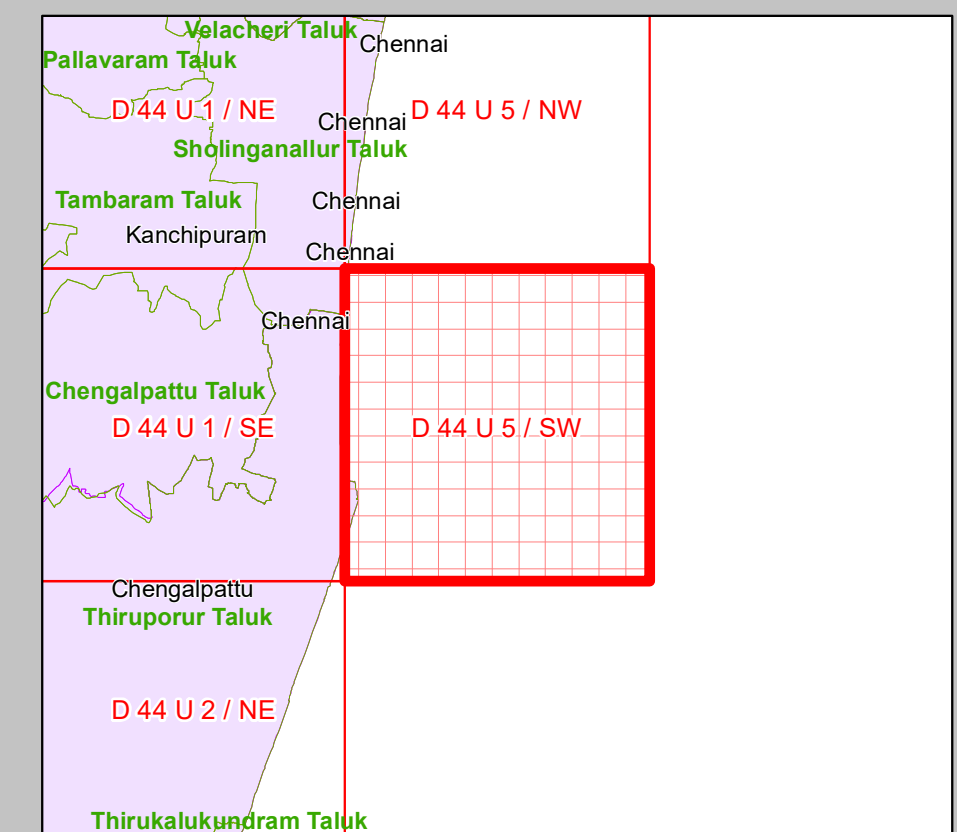 Velacheri Taluk
Chennai
Pallavaram Taluk
D 44 U 1 / NE
D 44 U 5 / NW
Chennai
Sholinganallur Taluk
Tambaram Taluk
Chennai
Kanchipuram
Chennai
Chennai
Chengalpattu Taluk
D 44 U 1 / SE
D 44 U 5 / SW
Chengalpattu
Thiruporur Taluk
D 44 U 2 / NE
Thirukalukundram Taluk